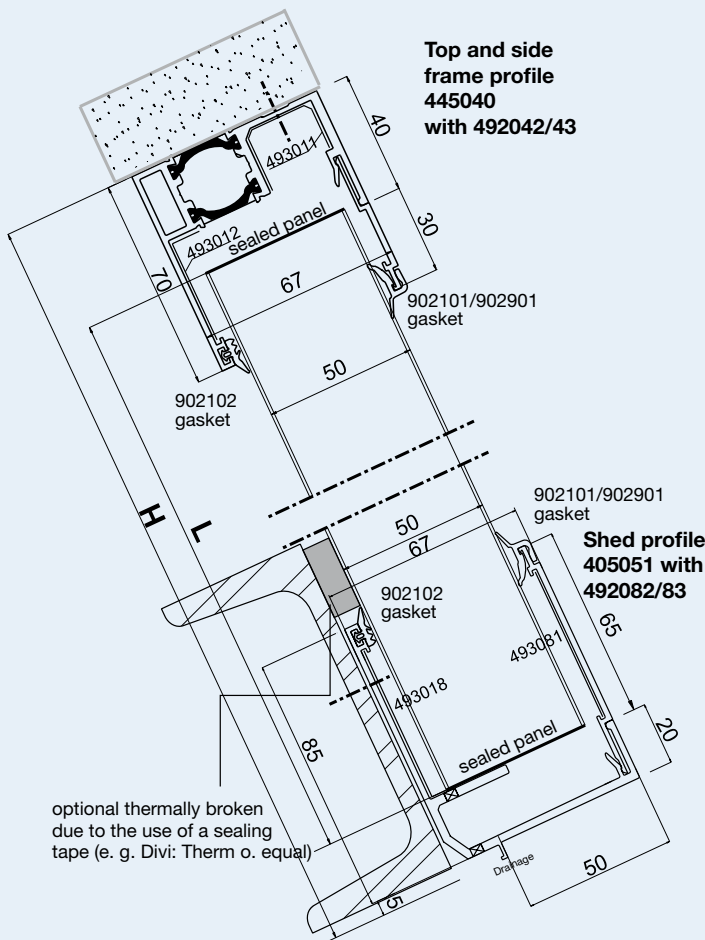 Top and side
frame profile
445040
with 492042/43
40
493011
30
sealed panel
493012
70
67
902101/902901
gasket
50
902102
gasket
H
L
902101/902901
gasket
50
67
Shed profile
405051 with
492082/83
902102
gasket
65
493081
493018
85
20
sealed panel
optional thermally broken
due to the use of a sealing
tape (e. g. Divi: Therm o. equal)
Drainage
50
5